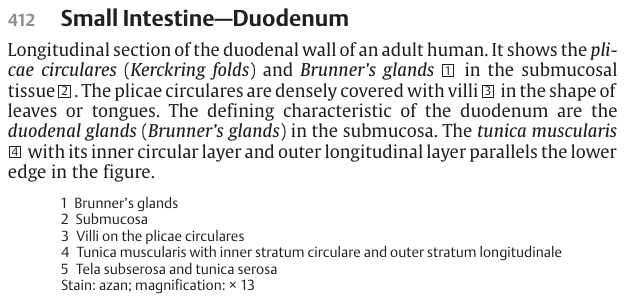 412 Small Intestine—Duodenum
Longitudinal section of the duodenal wall of an adult human. It shows the pli-
cae circulares (Kerckring folds) and Brunner's glands 1 in the submucosal
tissue 2. The plicae circulares are densely covered with villi 3 in the shape of
leaves or tongues. The defining characteristic of the duodenum are the
duodenal glands (Brunner's glands) in the submucosa. The tunica muscularis
4 with its inner circular layer and outer longitudinal layer parallels the lower
edge in the figure.
1 Brunner's glands
2 Submucosa
3 Villi on the plicae circulares
4 Tunica muscularis with inner stratum circulare and outer stratum longitudinale
5 Tela subserosa and tunica serosa
Stain: azan; magnification: × 13